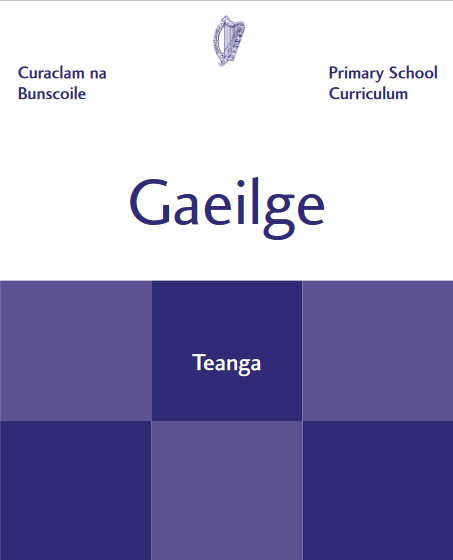 Curaclam na
Bunscoile
Primary School
Curriculum
Gaeilge
Teanga